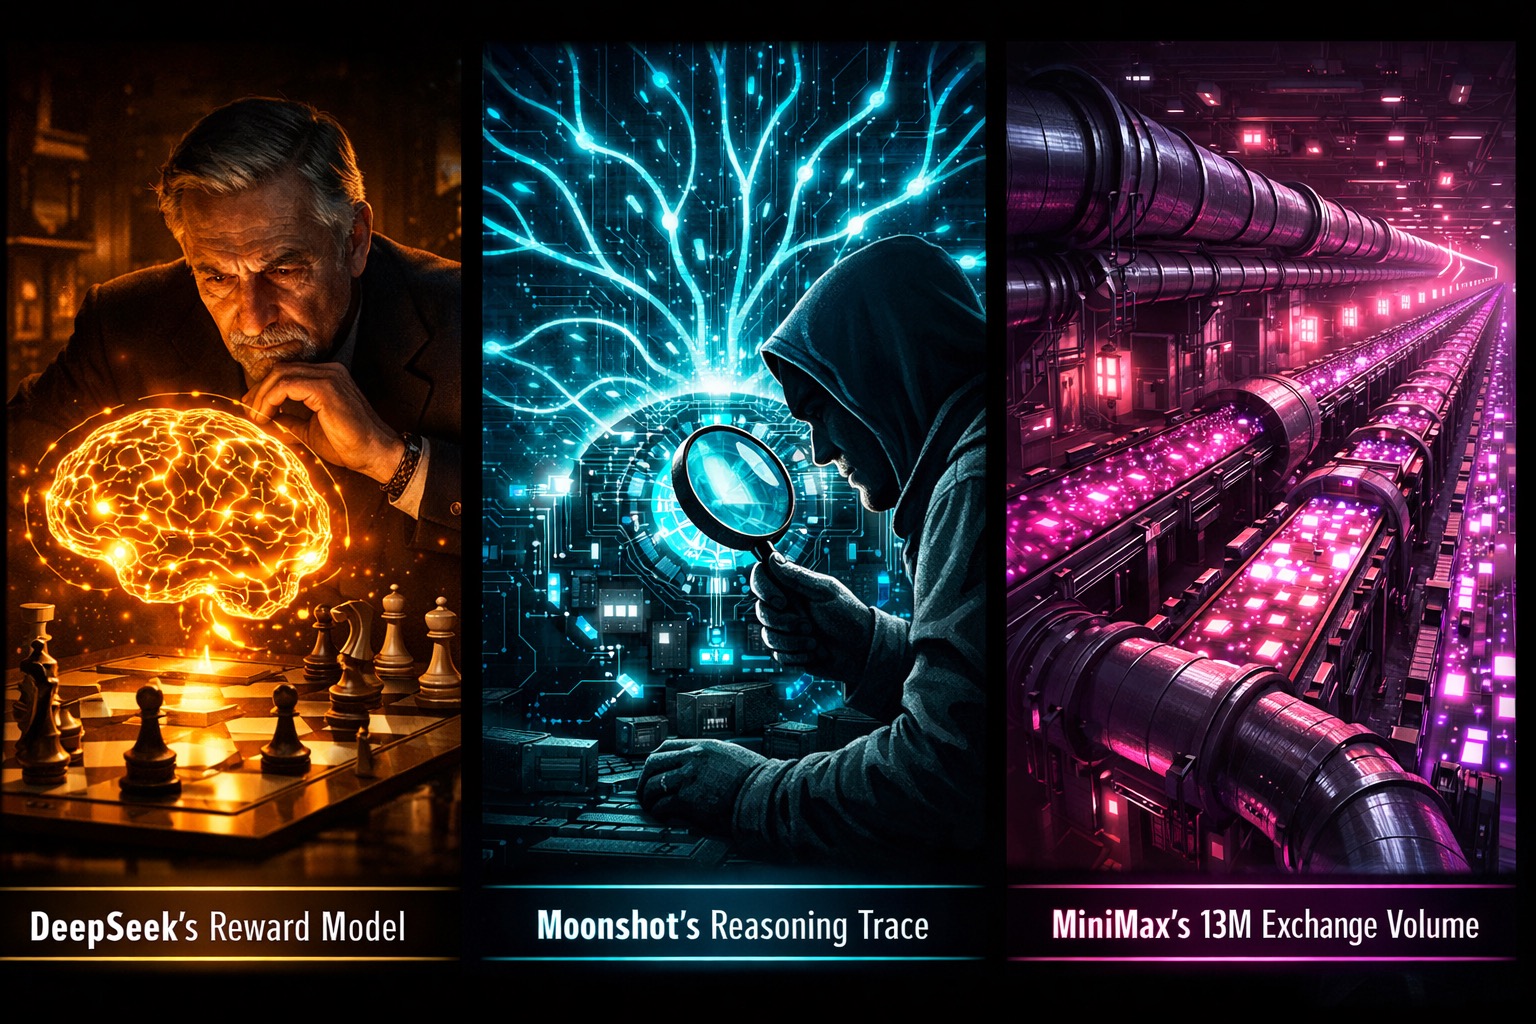 DeepSeek's Reward Model
Moonshot's Reasoning Trace
MiniMax's 13M Exchange Volume